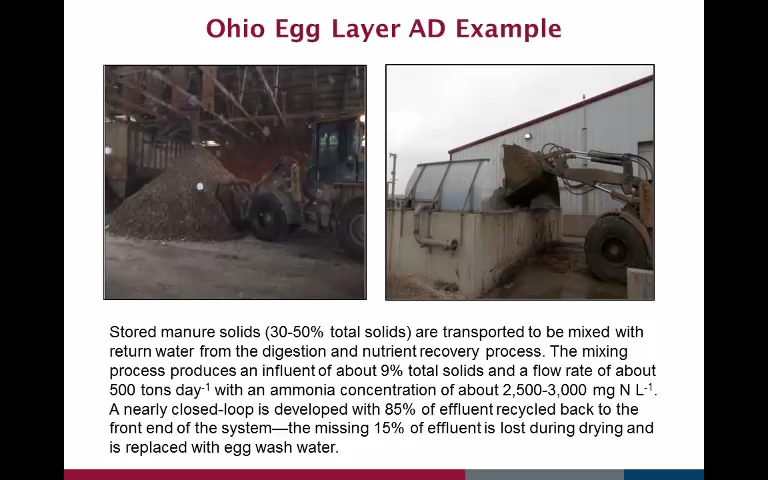 Ohio Egg Layer AD Example
Stored manure solids (30-50% total solids) are transported to be mixed with
return water from the digestion and nutrient recovery process. The mixing
process produces an influent of about 9% total solids and a flow rate of about
500 tons day-1 with an ammonia concentration of about 2,500-3,000 mg N L-1.
A nearly closed-loop is developed with 85% of effluent recycled back to the
front end of the system—the missing 15% of effluent is lost during drying and
is replaced with egg wash water.